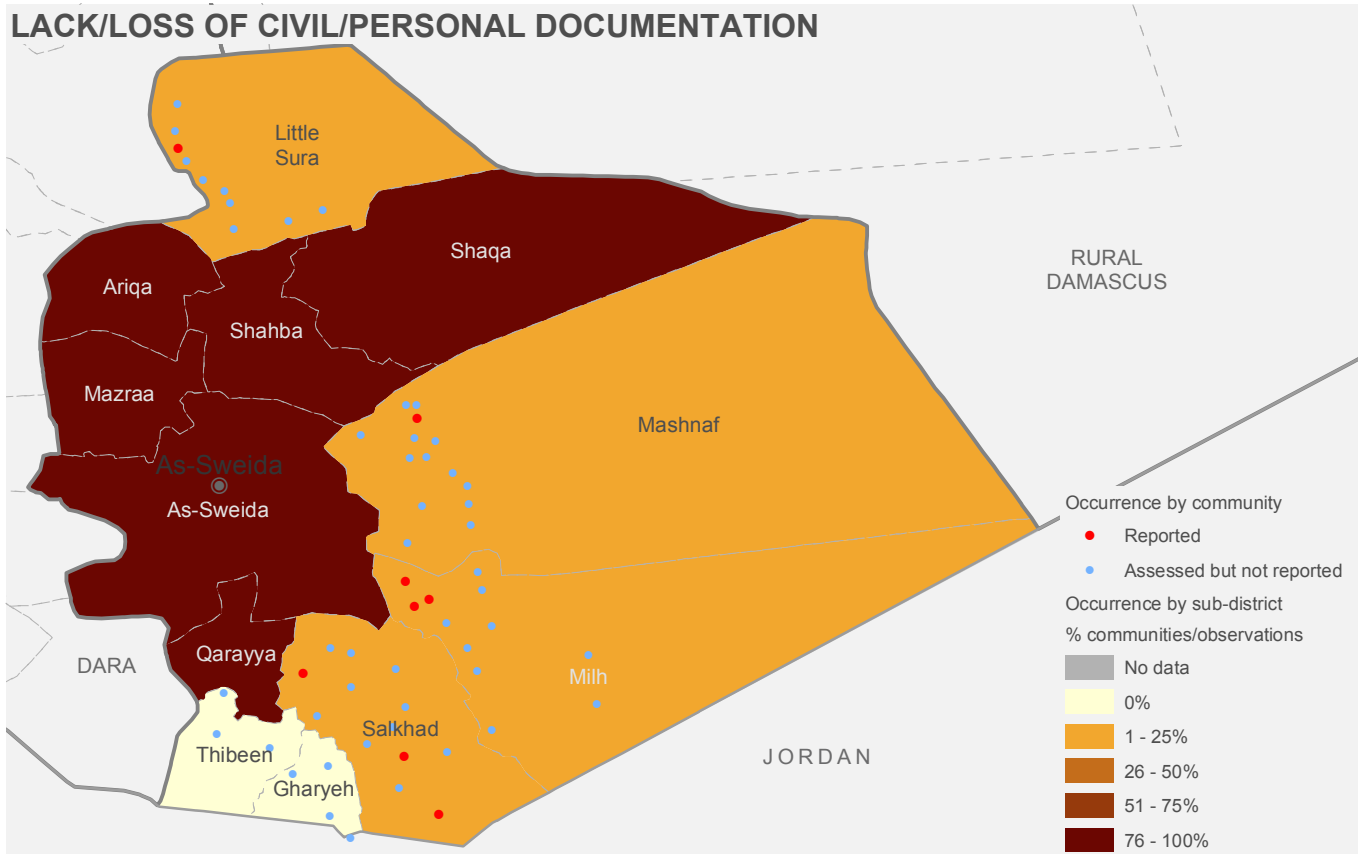 LACK/LOSS OF CIVIL/PERSONAL DOCUMENTATION
Little
Sura
Shaqa
RURAL
DAMASCUS
Ariqa
Shahba
Mazraa
Mashnaf
As-Sweida
As-Sweida
Occurrence by community
Reported
Assessed but not reported
Occurrence by sub-district
% communities/observations
No data
0%
1 - 25%
26 - 50%
51 - 75%
76 - 100%
DARA
Qarayya
Milh
Salkhad
Thibeen
Gharyeh
JORDAN